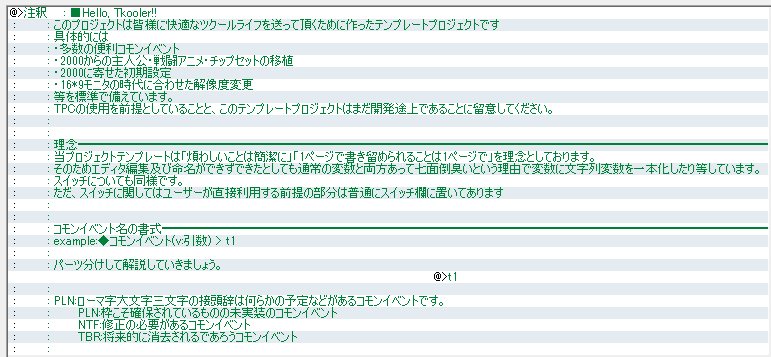 @>注釈 : ■Hello, Tkooler!!
: : このプロジェクトは皆様に快適なツクールライフを送って頂くために作ったテンプレートプロジェクトです
: : 具体的には
: : ・多数の便利コモンイベント
: : ・2000からの主人公・戦闘アニメ・チップセットの移植
: : ・2000に寄せた初期設定
: : ・16*9モニタの時代に合わせた解像度変更
: : 等を標準で備えています。
: : TPCの使用を前提としていることと、このテンプレートプロジェクトはまだ開発途上であることに留意してください。
: :
: :
: : 理念━━━━━━━━━━━━━━━━━━━━━━━━━━━━
: : 当プロジェクトテンプレートは「煩わしいことは簡潔に」「1ページで書き留められることは1ページで」を理念としております。
: : そのためエディタ編集及び命名ができずできたとしても通常の変数と両方あって七面倒臭いという理由で変数に文字列変数を一本化したり等しています。
: : スイッチについても同様です。
: : ただ、スイッチに関してはユーザーが直接利用する前提の部分は普通にスイッチ欄に置いてあります
: :
: :
: : コモンイベント名の書式━━━━━━━━━━━━━━━━━━━━━━━━
: : example:◆コモンイベント(v:引数) > t1
: :
: : パーツ分けして解説していきましょう。
@>t1
: :
: : PLN:ローマ字大文字三文字の接頭辞は何らかの予定などがあるコモンイベントです。
: : PLN:枠こそ確保されているものの未実装のコモンイベント
: : NTF:修正の必要があるコモンイベント
: : TBR:将来的に消去されるであろうコモンイベント
: :